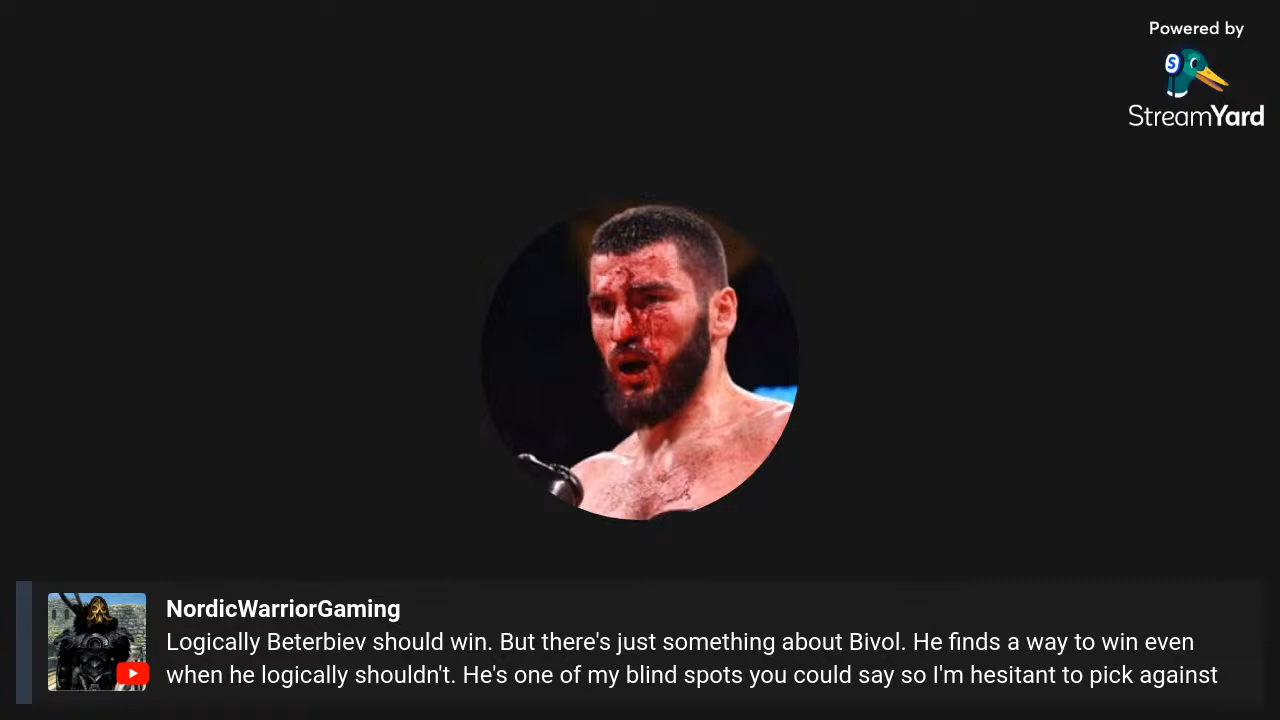 Powered by
S
StreamYard
NordicWarriorGaming
Logically Beterbiev should win. But there's just something about Bivol. He finds a way to win even
when he logically shouldn't. He's one of my blind spots you could say so I'm hesitant to pick against